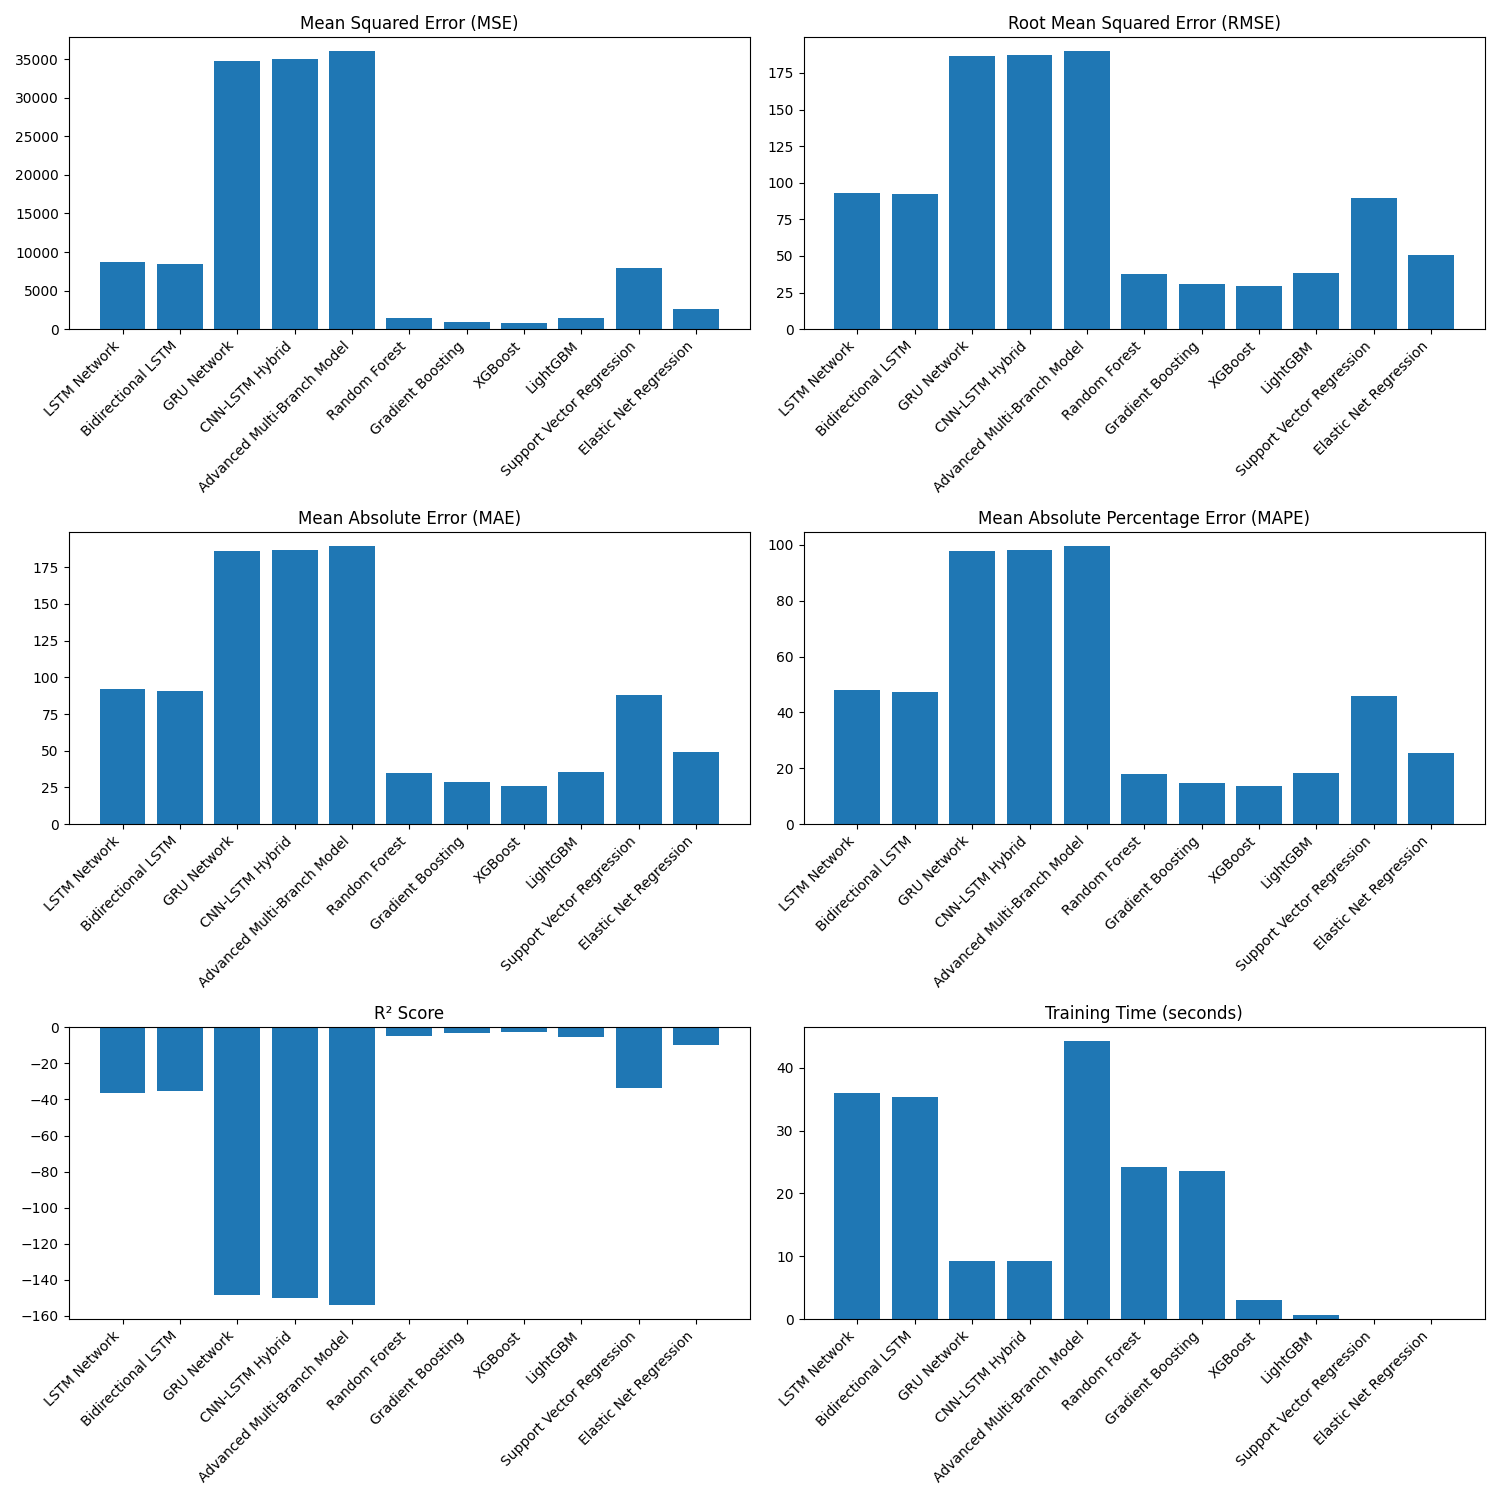 Mean Squared Error (MSE)
35000
30000
25000
20000
15000
10000
5000
0
LSTM Network
Bidirectional LSTM
GRU Network
CNN-LSTM Hybrid
Advanced Multi-Branch Model
Random Forest
Gradient Boosting
XGBoost
LightGBM
Support Vector Regression
Elastic Net Regression
Root Mean Squared Error (RMSE)
175
150
125
100
75
50
25
0
LSTM Network
Bidirectional LSTM
GRU Network
CNN-LSTM Hybrid
Advanced Multi-Branch Model
Random Forest
Gradient Boosting
XGBoost
LightGBM
Support Vector Regression
Elastic Net Regression
Mean Absolute Error (MAE)
175
150
125
100
75
50
25
0
LSTM Network
Bidirectional LSTM
GRU Network
CNN-LSTM Hybrid
Advanced Multi-Branch Model
Random Forest
Gradient Boosting
XGBoost
LightGBM
Support Vector Regression
Elastic Net Regression
Mean Absolute Percentage Error (MAPE)
100
80
60
40
20
0
LSTM Network
Bidirectional LSTM
GRU Network
CNN-LSTM Hybrid
Advanced Multi-Branch Model
Random Forest
Gradient Boosting
XGBoost
LightGBM
Support Vector Regression
Elastic Net Regression
R² Score
0
−20
−40
−60
−80
−100
−120
−140
−160
LSTM Network
Bidirectional LSTM
GRU Network
CNN-LSTM Hybrid
Advanced Multi-Branch Model
Random Forest
Gradient Boosting
XGBoost
LightGBM
Support Vector Regression
Elastic Net Regression
Training Time (seconds)
40
30
20
10
0
LSTM Network
Bidirectional LSTM
GRU Network
CNN-LSTM Hybrid
Advanced Multi-Branch Model
Random Forest
Gradient Boosting
XGBoost
LightGBM
Support Vector Regression
Elastic Net Regression